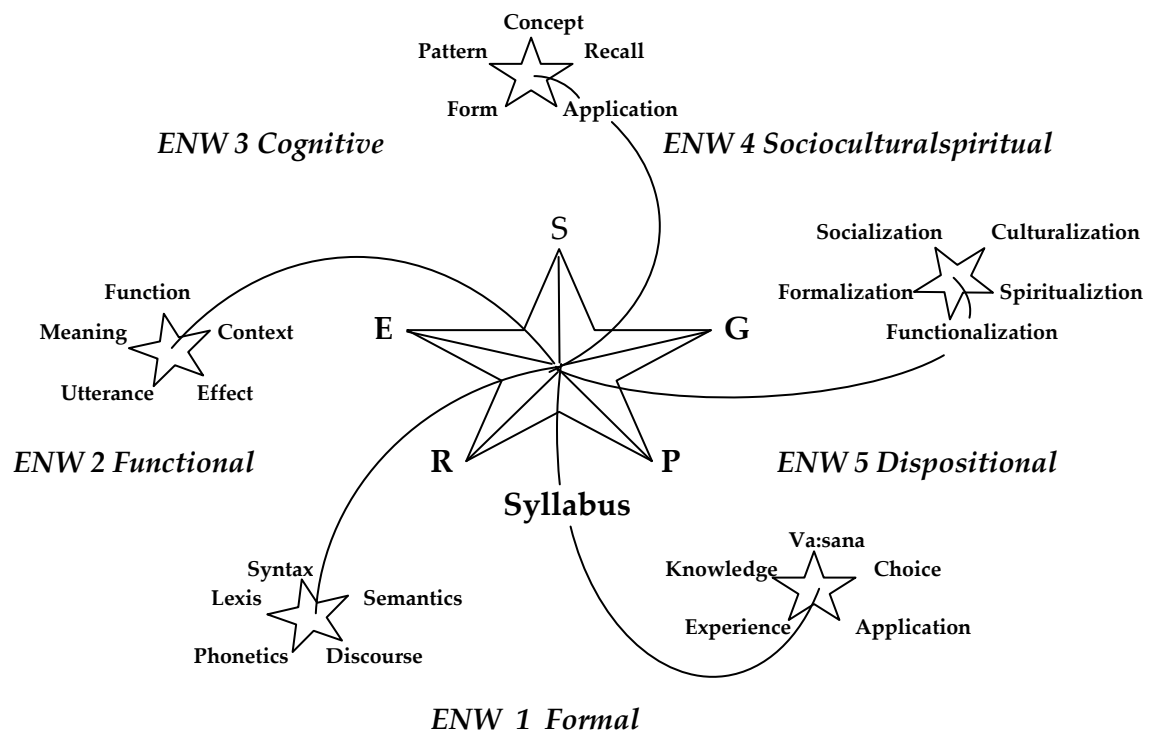 Concept
Pattern Recall
Form Application
ENW 3 Cognitive ENW 4 Socioculturalspiritual
S
Socialization Culturalization
Formalization Spiritualiztion
Functionalization
Function
Meaning Context
Utterance Effect
E G
R P
ENW 2 Functional ENW 5 Dispositional
Syllabus
Va:sana
Knowledge Choice
Experience Application
Syntax
Lexis Semantics
Phonetics Discourse
ENW 1 Formal